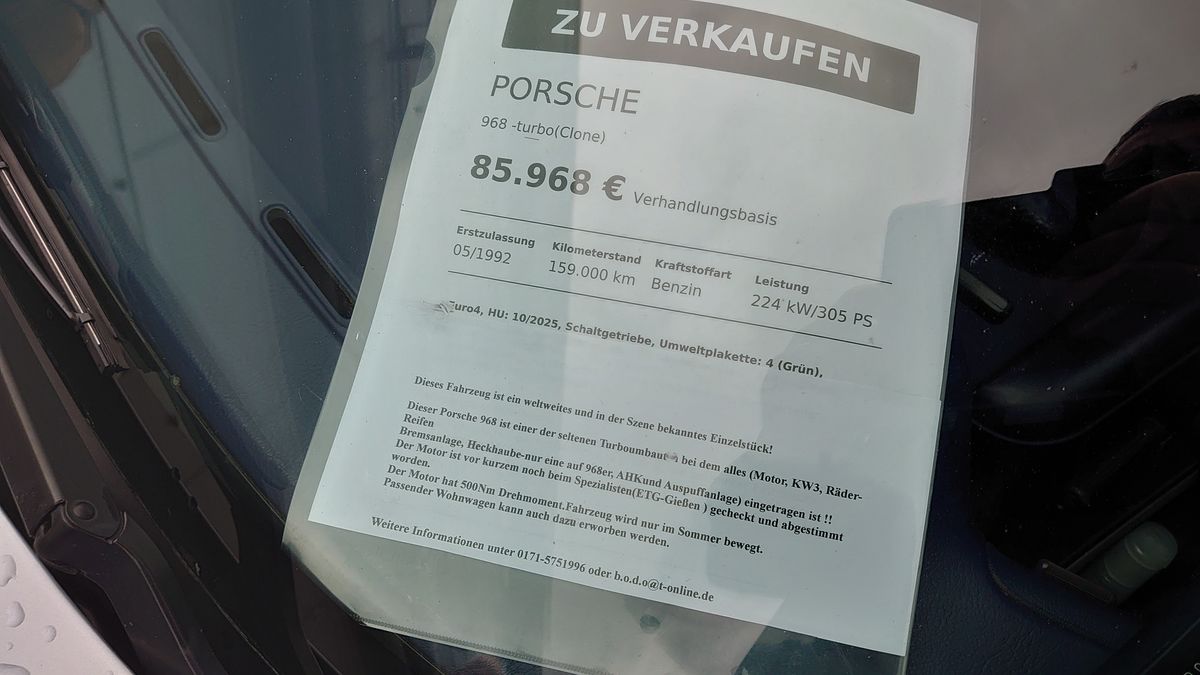 ZU VERKAUFEN
PORSCHE
968 -turbo(Clone)
85.968 € Verhandlungsbasis
Erstzulassung Kilometerstand Kraftstoffart Leistung
05/1992 159.000 km Benzin 224 kW/305 PS
Euro4, HU: 10/2025, Schaltgetriebe, Umweltplakette: 4 (Grün),
Dieses Fahrzeug ist ein weltweites und in der Szene bekanntes Einzelstück!
Dieser Porsche 968 ist einer der seltenen bei dem alles (Motor, KW3, Räder-
Reifen
Bremsanlage, Heckhaube-nur eine auf 968er, AHKund Auspuffanlage) eingetragen ist !!
Der Motor ist vor kurzem noch beim Spezialisten(ETG-Gießen ) gecheckt und abgestimmt
worden.
Der Motor hat 500Nm Drehmoment.Fahrzeug wird nur im Sommer bewegt.
Passender Wohnwagen kann auch dazu erworben werden.
Weitere Informationen unter 0171-5751996 oder b.o.d.o@t-online.de